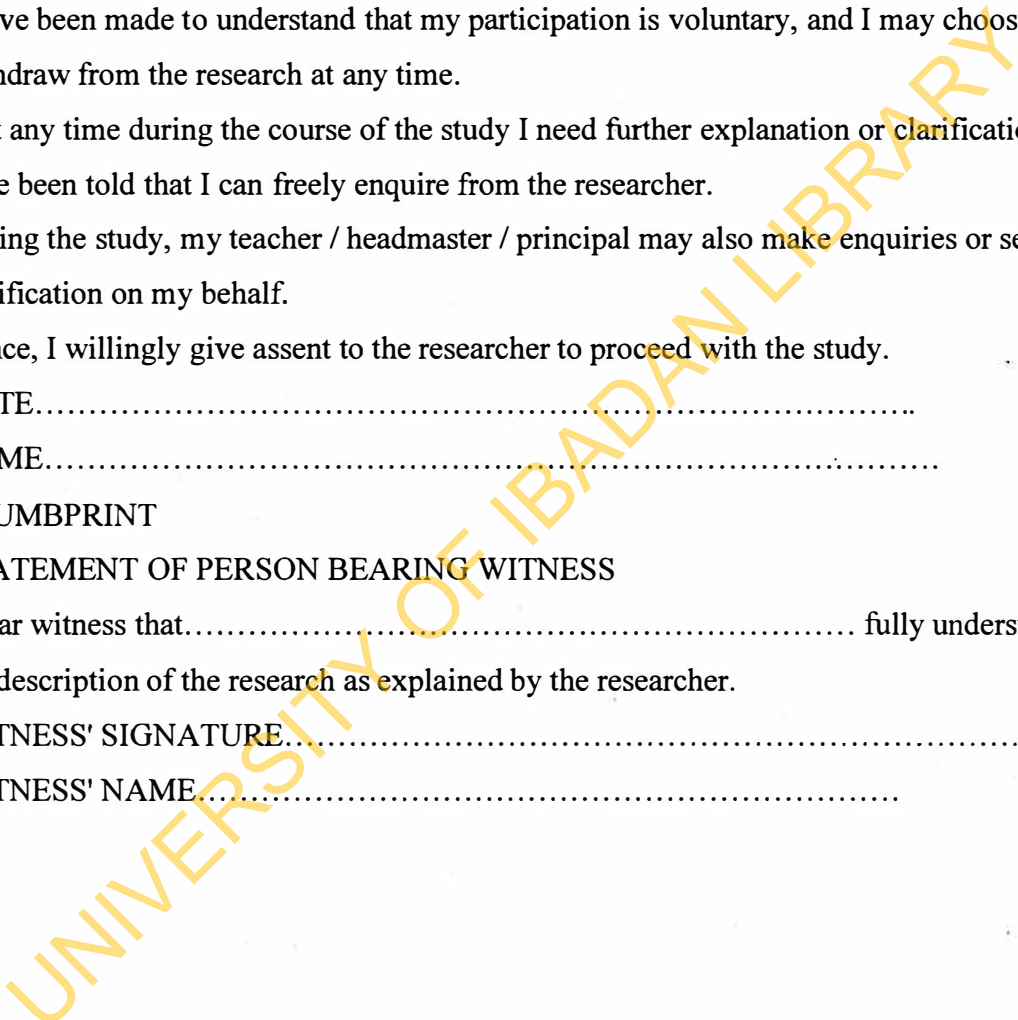 ve been made to understand that my participation is voluntary, and I may choos
ndraw from the research at any time.
t any time during the course of the study I need further explanation or clarificati
e been told that I can freely enquire from the researcher.
ing the study, my teacher / headmaster / principal may also make enquiries or se
ification on my behalf.
nce, I willingly give assent to the researcher to proceed with the study.
TE....................................................................................
ME....................................................................................
UMBPRINT
ATEMENT OF PERSON BEARING WITNESS
ar witness that................................................................ fully unders
description of the research as explained by the researcher.
TNESS' SIGNATURE......................................................................
TNESS' NAME...................................................................
UNIVERSITY OF IBADAN LIBRARY